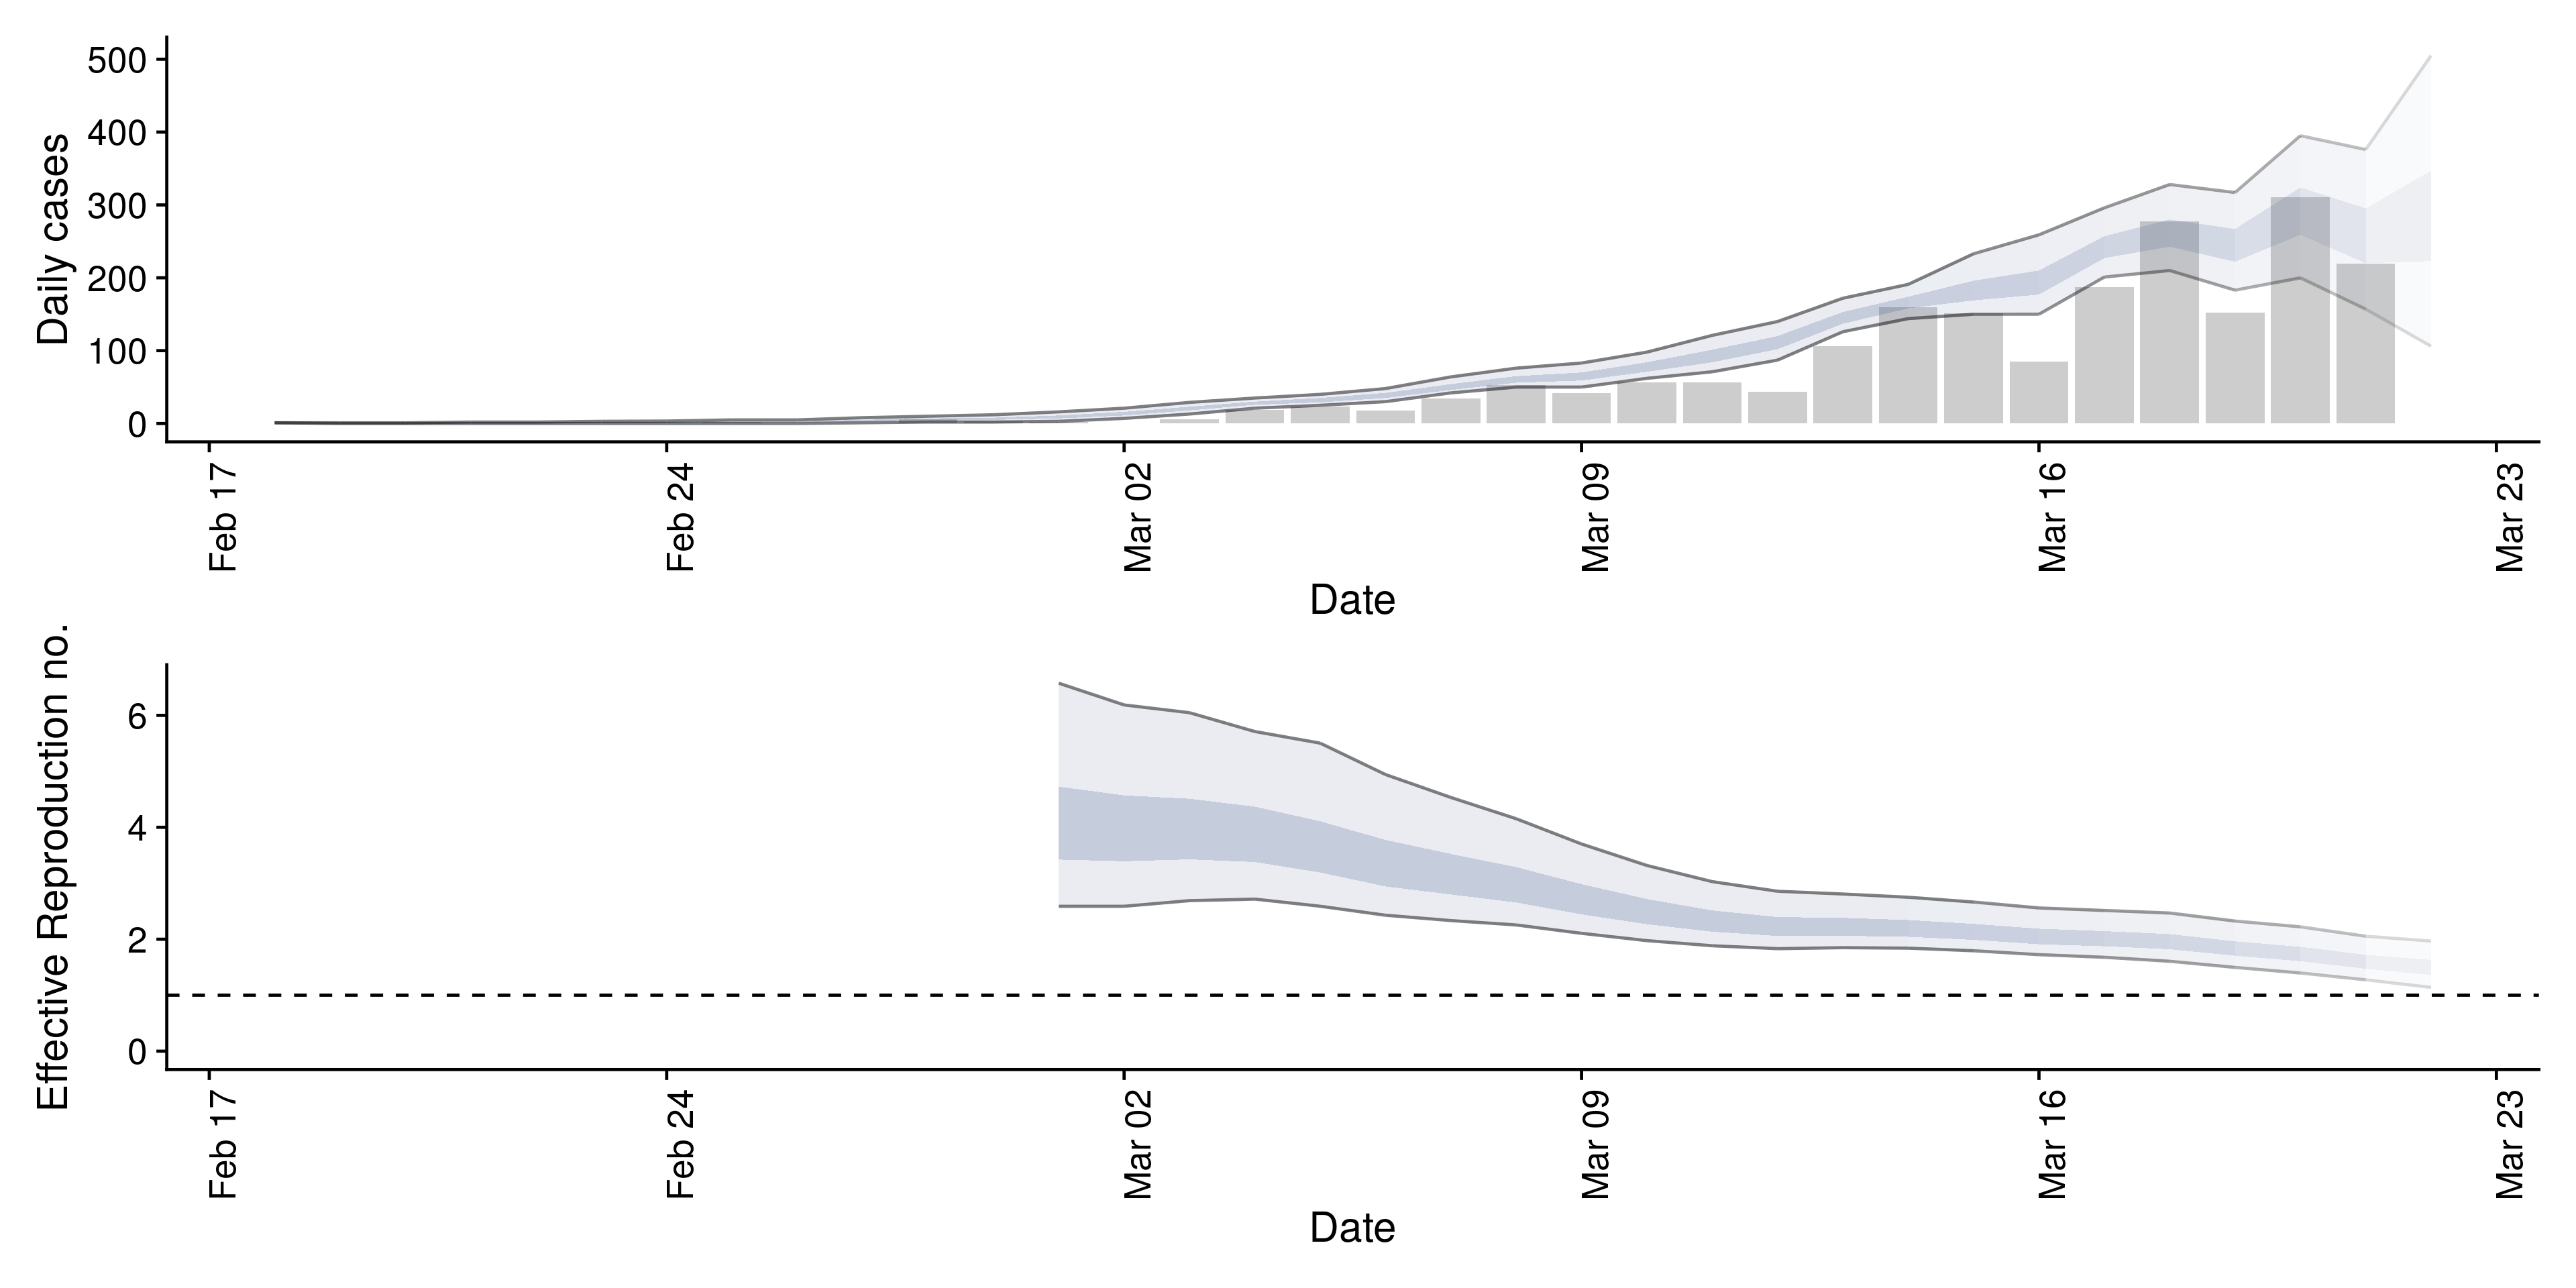 Daily cases
500
400
300
200
100
0
Feb 17
Feb 24
Mar 02
Mar 09
Mar 16
Mar 23
Date
Effective Reproduction no.
6
4
2
0
Feb 17
Feb 24
Mar 02
Mar 09
Mar 16
Mar 23
Date